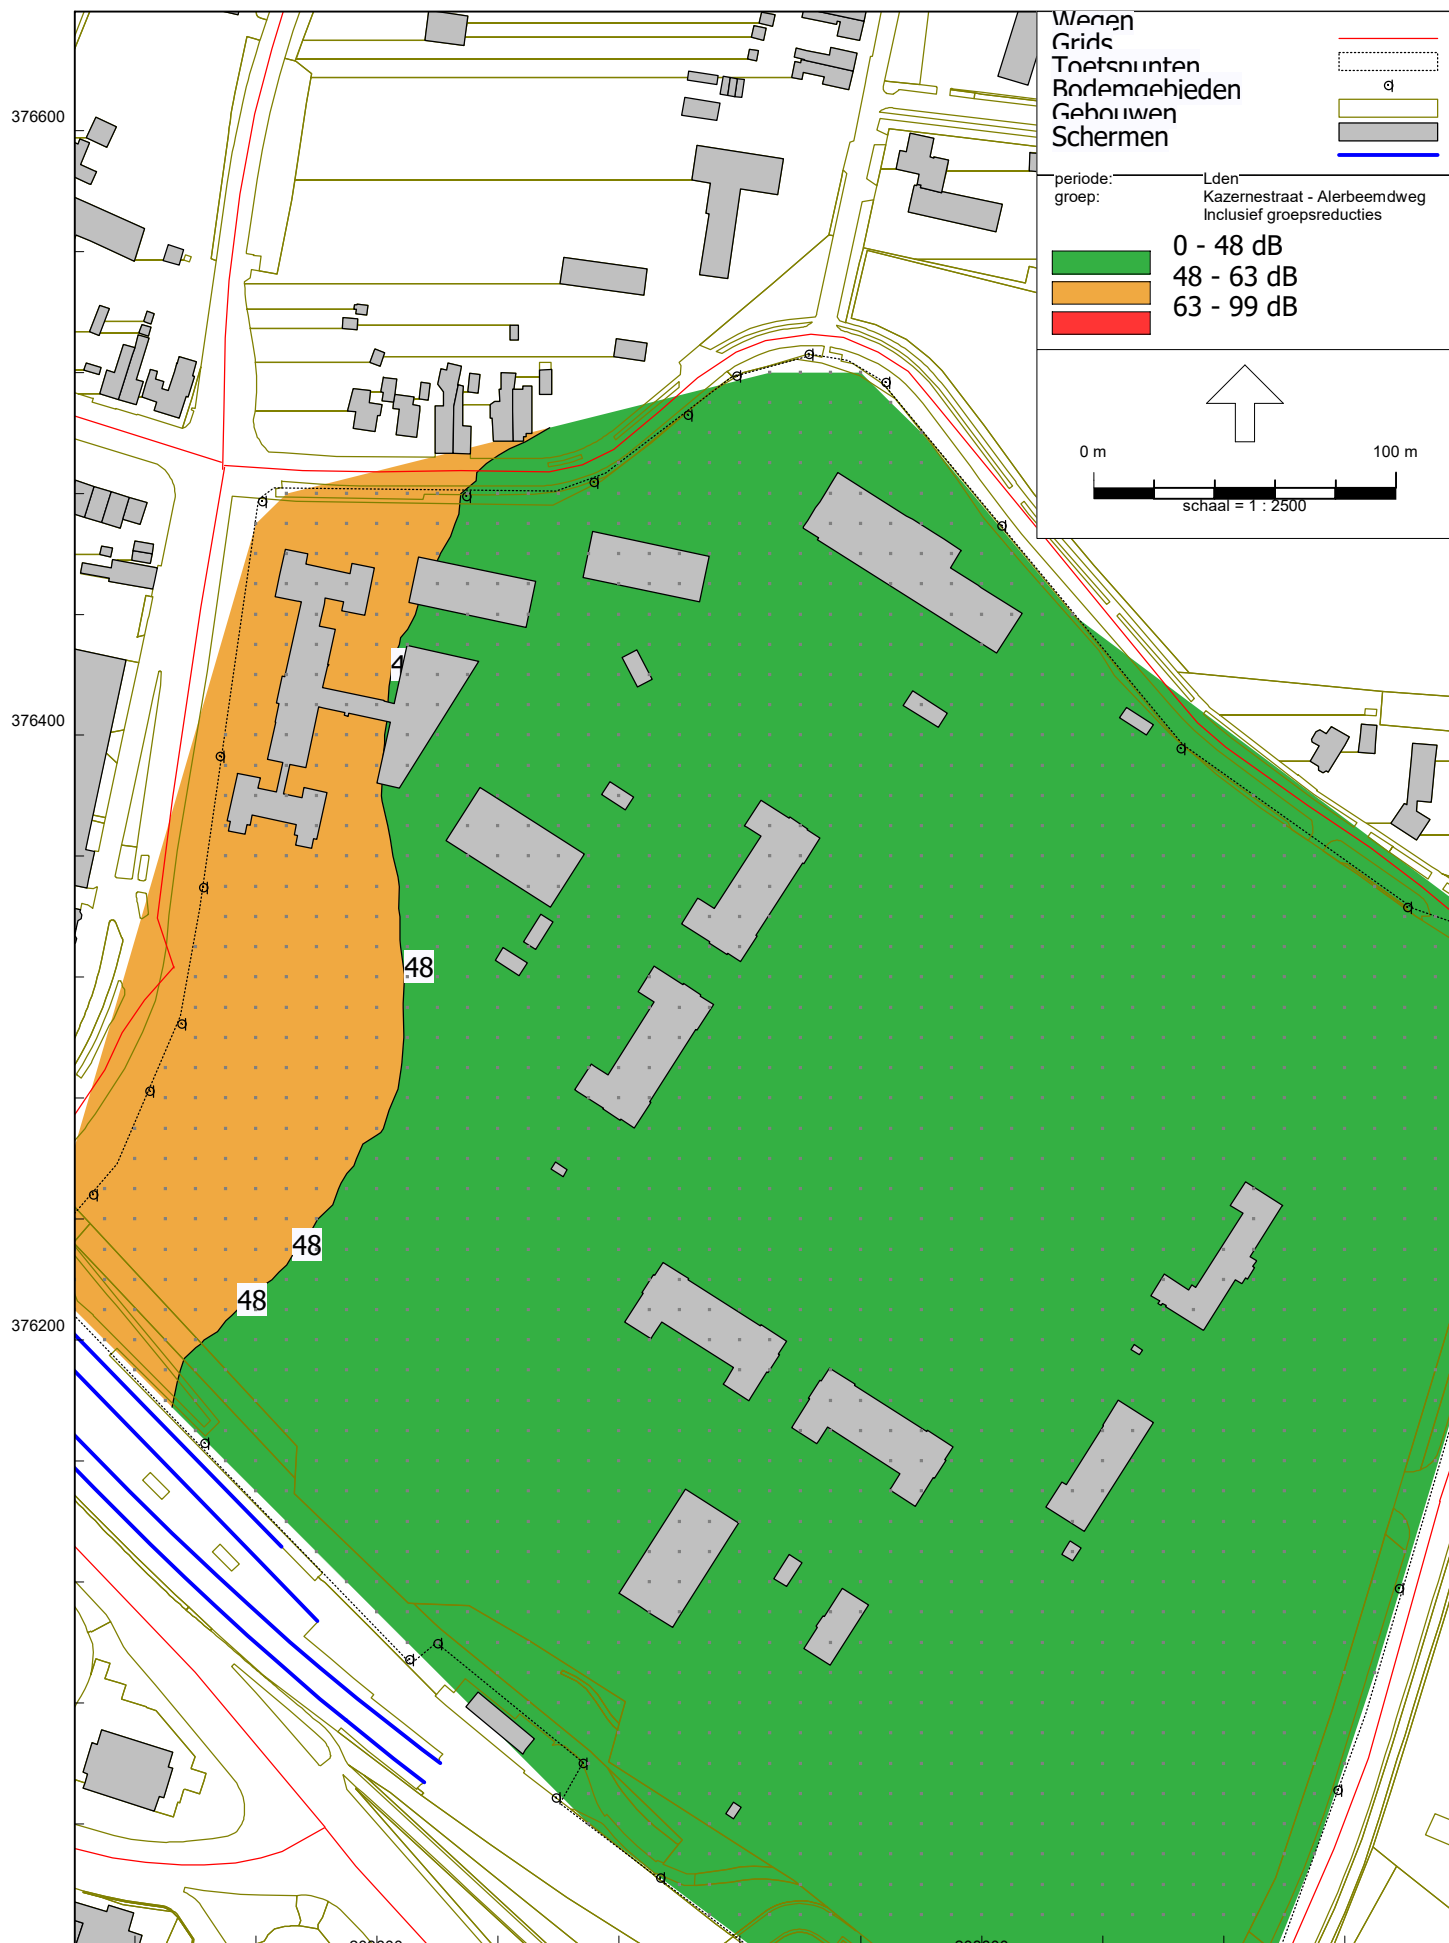 Wegen
Grids
Toetspunten
Bodemgebieden
Gebouwen
Schermen
periode: Lden
groep: Kazernestraat - Alerbeemdweg
Inclusief groepsreducties
0 - 48 dB
48 - 63 dB
63 - 99 dB
0 m 100 m
schaal = 1 : 2500
376600
376400
376200
4
48
48
48